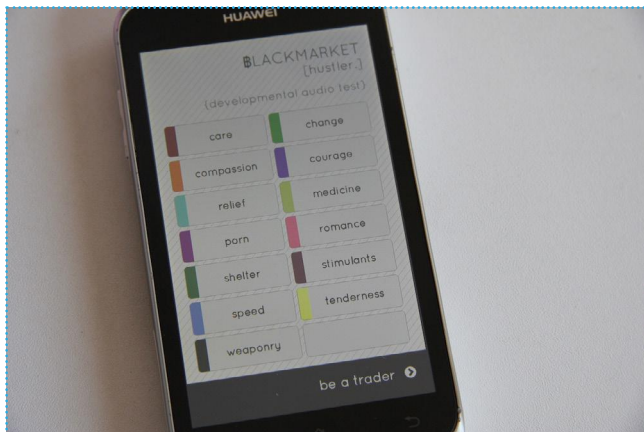 HUAWEI
฿LACKMARKET
[hustler.]
(developmental audio test)
care
change
compassion
courage
relief
medicine
porn
romance
shelter
stimulants
speed
tenderness
weaponry
be a trader